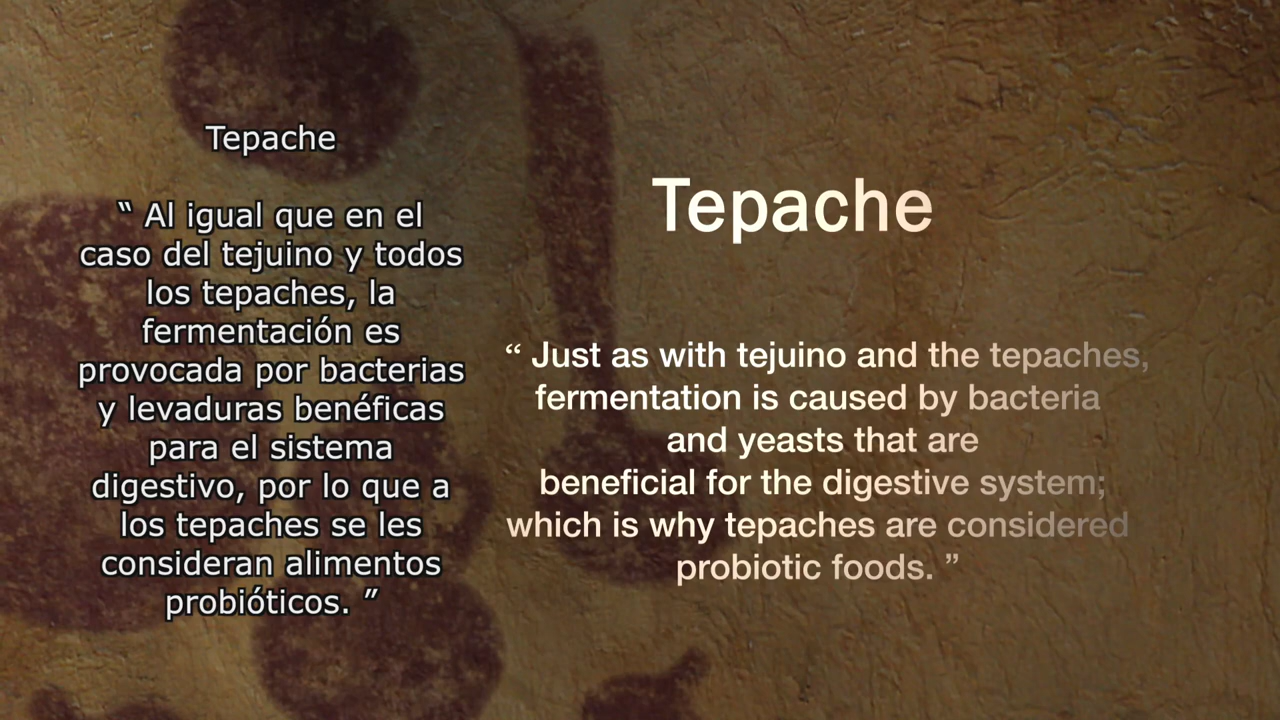 Tepache
“ Al igual que en el
caso del tejuino y todos
los tepaches, la
fermentación es
provocada por bacterias
y levaduras benéficas
para el sistema
digestivo, por lo que a
los tepaches se les
consideran alimentos
probióticos. ”
Tepache
“ Just as with tejuino and the tepaches,
fermentation is caused by bacteria
and yeasts that are
beneficial for the digestive system;
which is why tepaches are considered
probiotic foods. ”